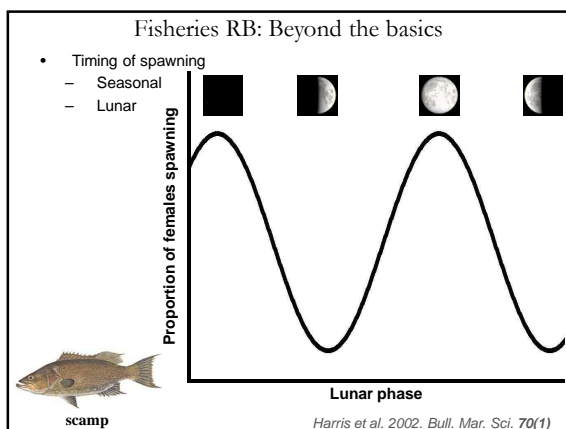 Fisheries RB: Beyond the basics
• Timing of spawning
– Seasonal
– Lunar
Proportion of females spawning
Lunar phase
scamp
Harris et al. 2002. Bull. Mar. Sci. 70(1)